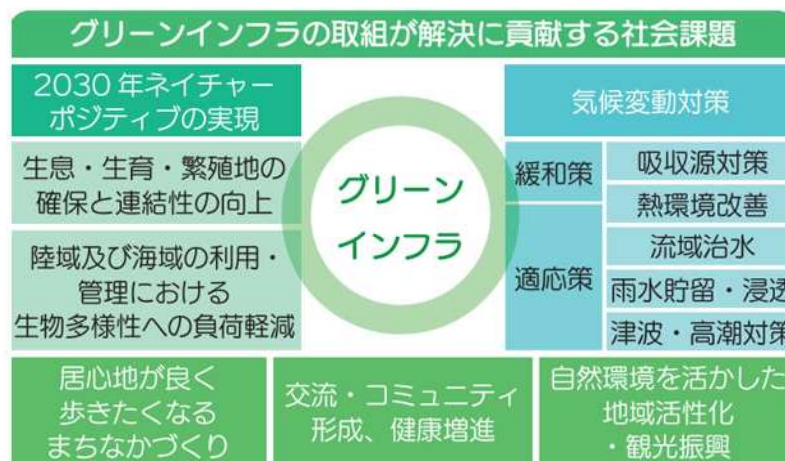 グリーンインフラの取組が解決に貢献する社会課題
2030年ネイチャー
ポジティブの実現
生息・生育・繁殖地の
確保と連結性の向上
陸域及び海域の利用・
管理における
生物多様性への負荷軽減
グリーン
インフラ
気候変動対策
緩和策
吸収源対策
熱環境改善
適応策
流域治水
雨水貯留・浸透
津波・高潮対策
居心地が良く
歩きたくなる
まちなかづくり
交流・コミュニティ
形成、健康増進
自然環境を活かした
地域活性化
・観光振興